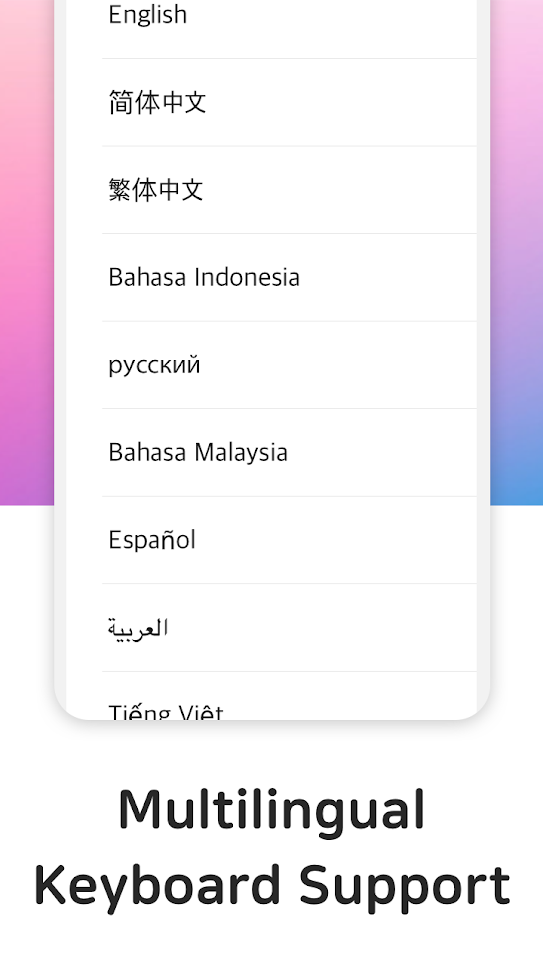 English
简体中文
繁体中文
Bahasa Indonesia
русский
Bahasa Malaysia
Español
العربية
Tiếng Việt
Multilingual
Keyboard Support